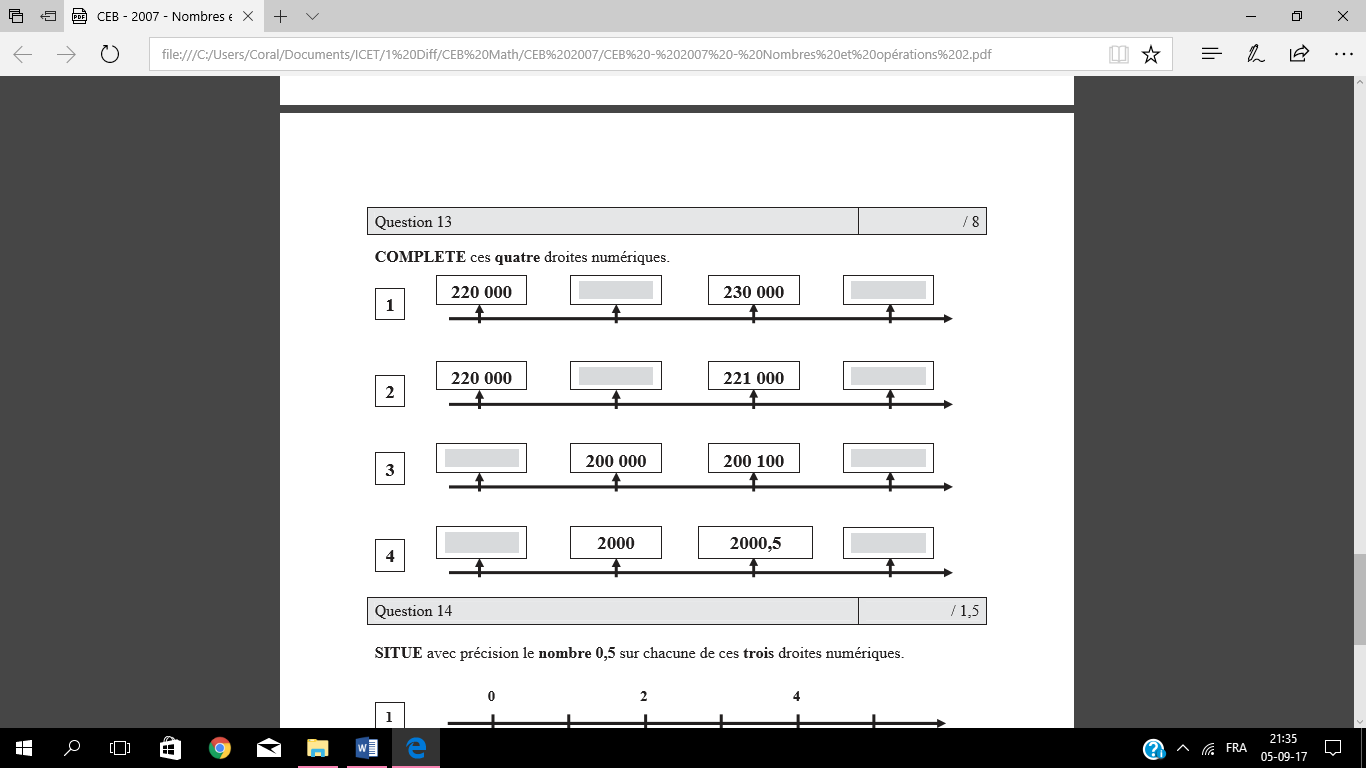 CEB - 2007 - Nombres e
file:///C:/Users/Coral/Documents/ICET/1%20Diff/CEB%20Math/CEB%202007/CEB%20-%202007%20-%20Nombres%20et%20opérations%202.pdf
Question 13 / 8
COMPLETE ces quatre droites numériques.
1 220 000 230 000
2 220 000 221 000
3 200 000 200 100
4 2000 2000,5
Question 14 / 1,5
SITUE avec précision le nombre 0,5 sur chacune de ces trois droites numériques.
0 2 4
1
FRA 21:35
05-09-17